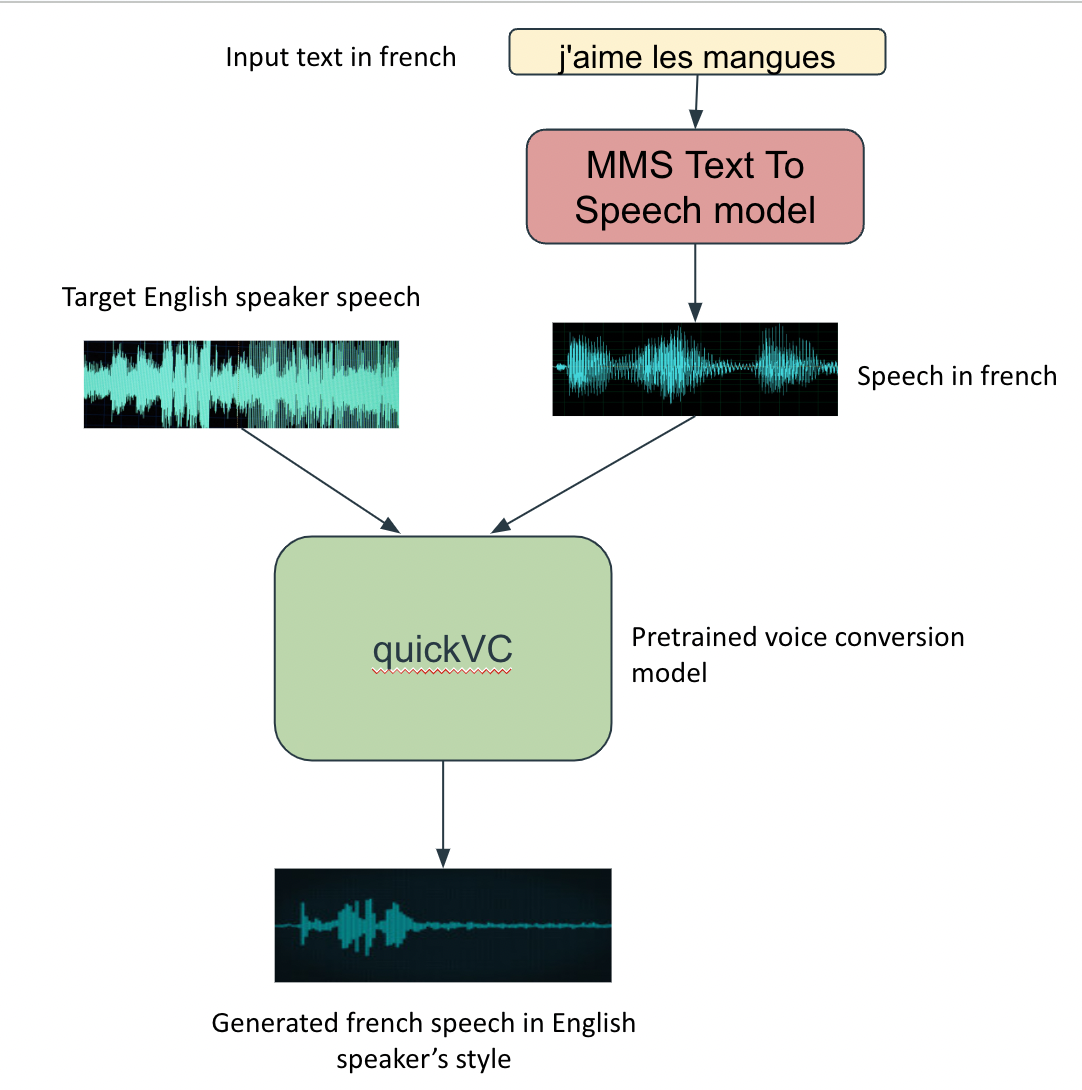 Input text in french
j'aime les mangues
MMS Text To
Speech model
Target English speaker speech
Speech in french
quickVC
Pretrained voice conversion
model
Generated french speech in English
speaker’s style